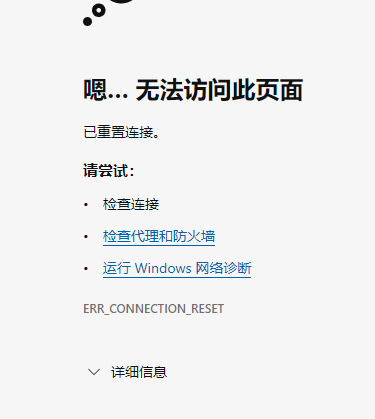 嗯… 无法访问此页面
已重置连接。
请尝试：
• 检查连接
• 检查代理和防火墙
• 运行 Windows 网络诊断
ERR_CONNECTION_RESET
详细信息